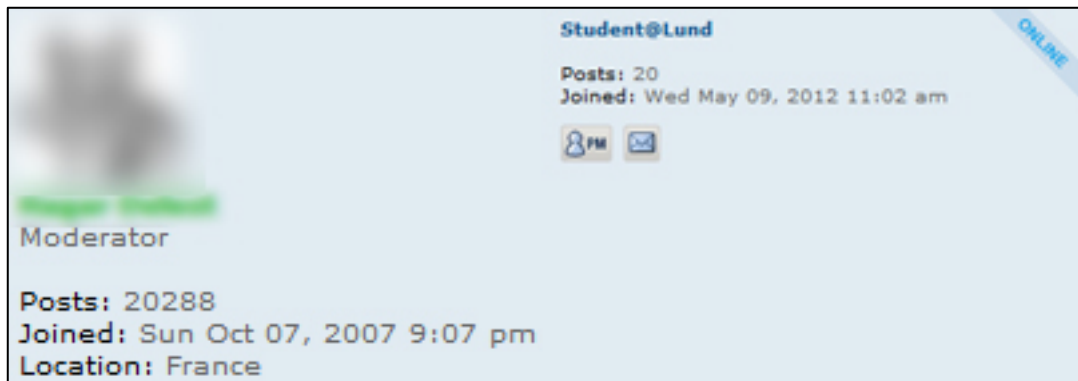 Moderator
Posts: 20288
Joined: Sun Oct 07, 2007 9:07 pm
Location: France
Student@Lund
Posts: 20
Joined: Wed May 09, 2012 11:02 am
PM
ONLINE